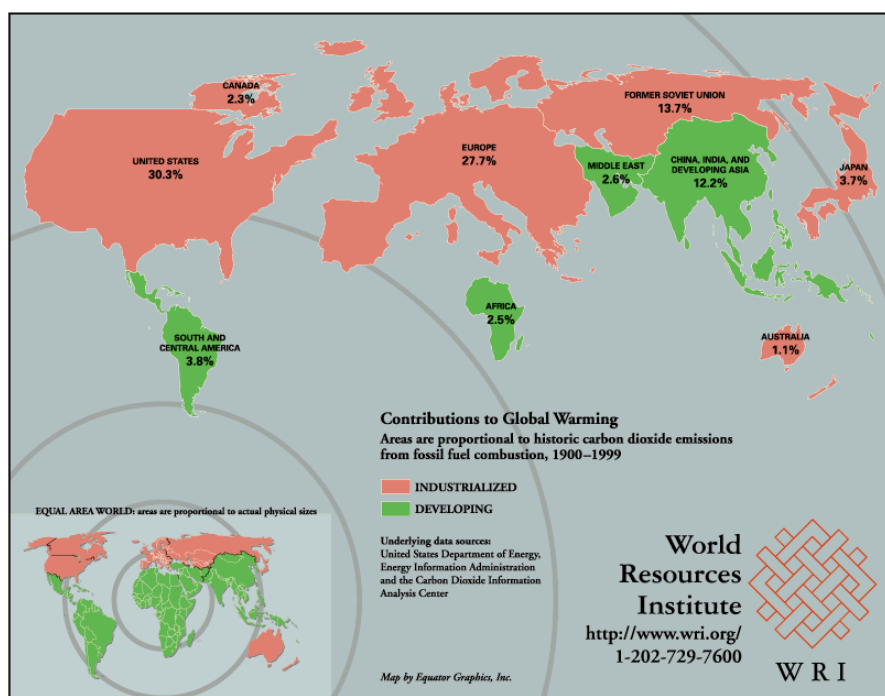 CANADA
2.3%
FORMER SOVIET UNION
13.7%
UNITED STATES
30.3%
EUROPE
27.7%
MIDDLE EAST
2.6%
CHINA, INDIA, AND
DEVELOPING ASIA
12.2%
JAPAN
3.7%
SOUTH AND
CENTRAL AMERICA
3.8%
AFRICA
2.5%
AUSTRALIA
1.1%
Contributions to Global Warming
Areas are proportional to historic carbon dioxide emissions
from fossil fuel combustion, 1900–1999
INDUSTRIALIZED
DEVELOPING
Underlying data sources:
United States Department of Energy,
Energy Information Administration
and the Carbon Dioxide Information
Analysis Center
EQUAL AREA WORLD: areas are proportional to actual physical sizes
Map by Equator Graphics, Inc.
World
Resources
Institute
http://www.wri.org/
1-202-729-7600
W R I